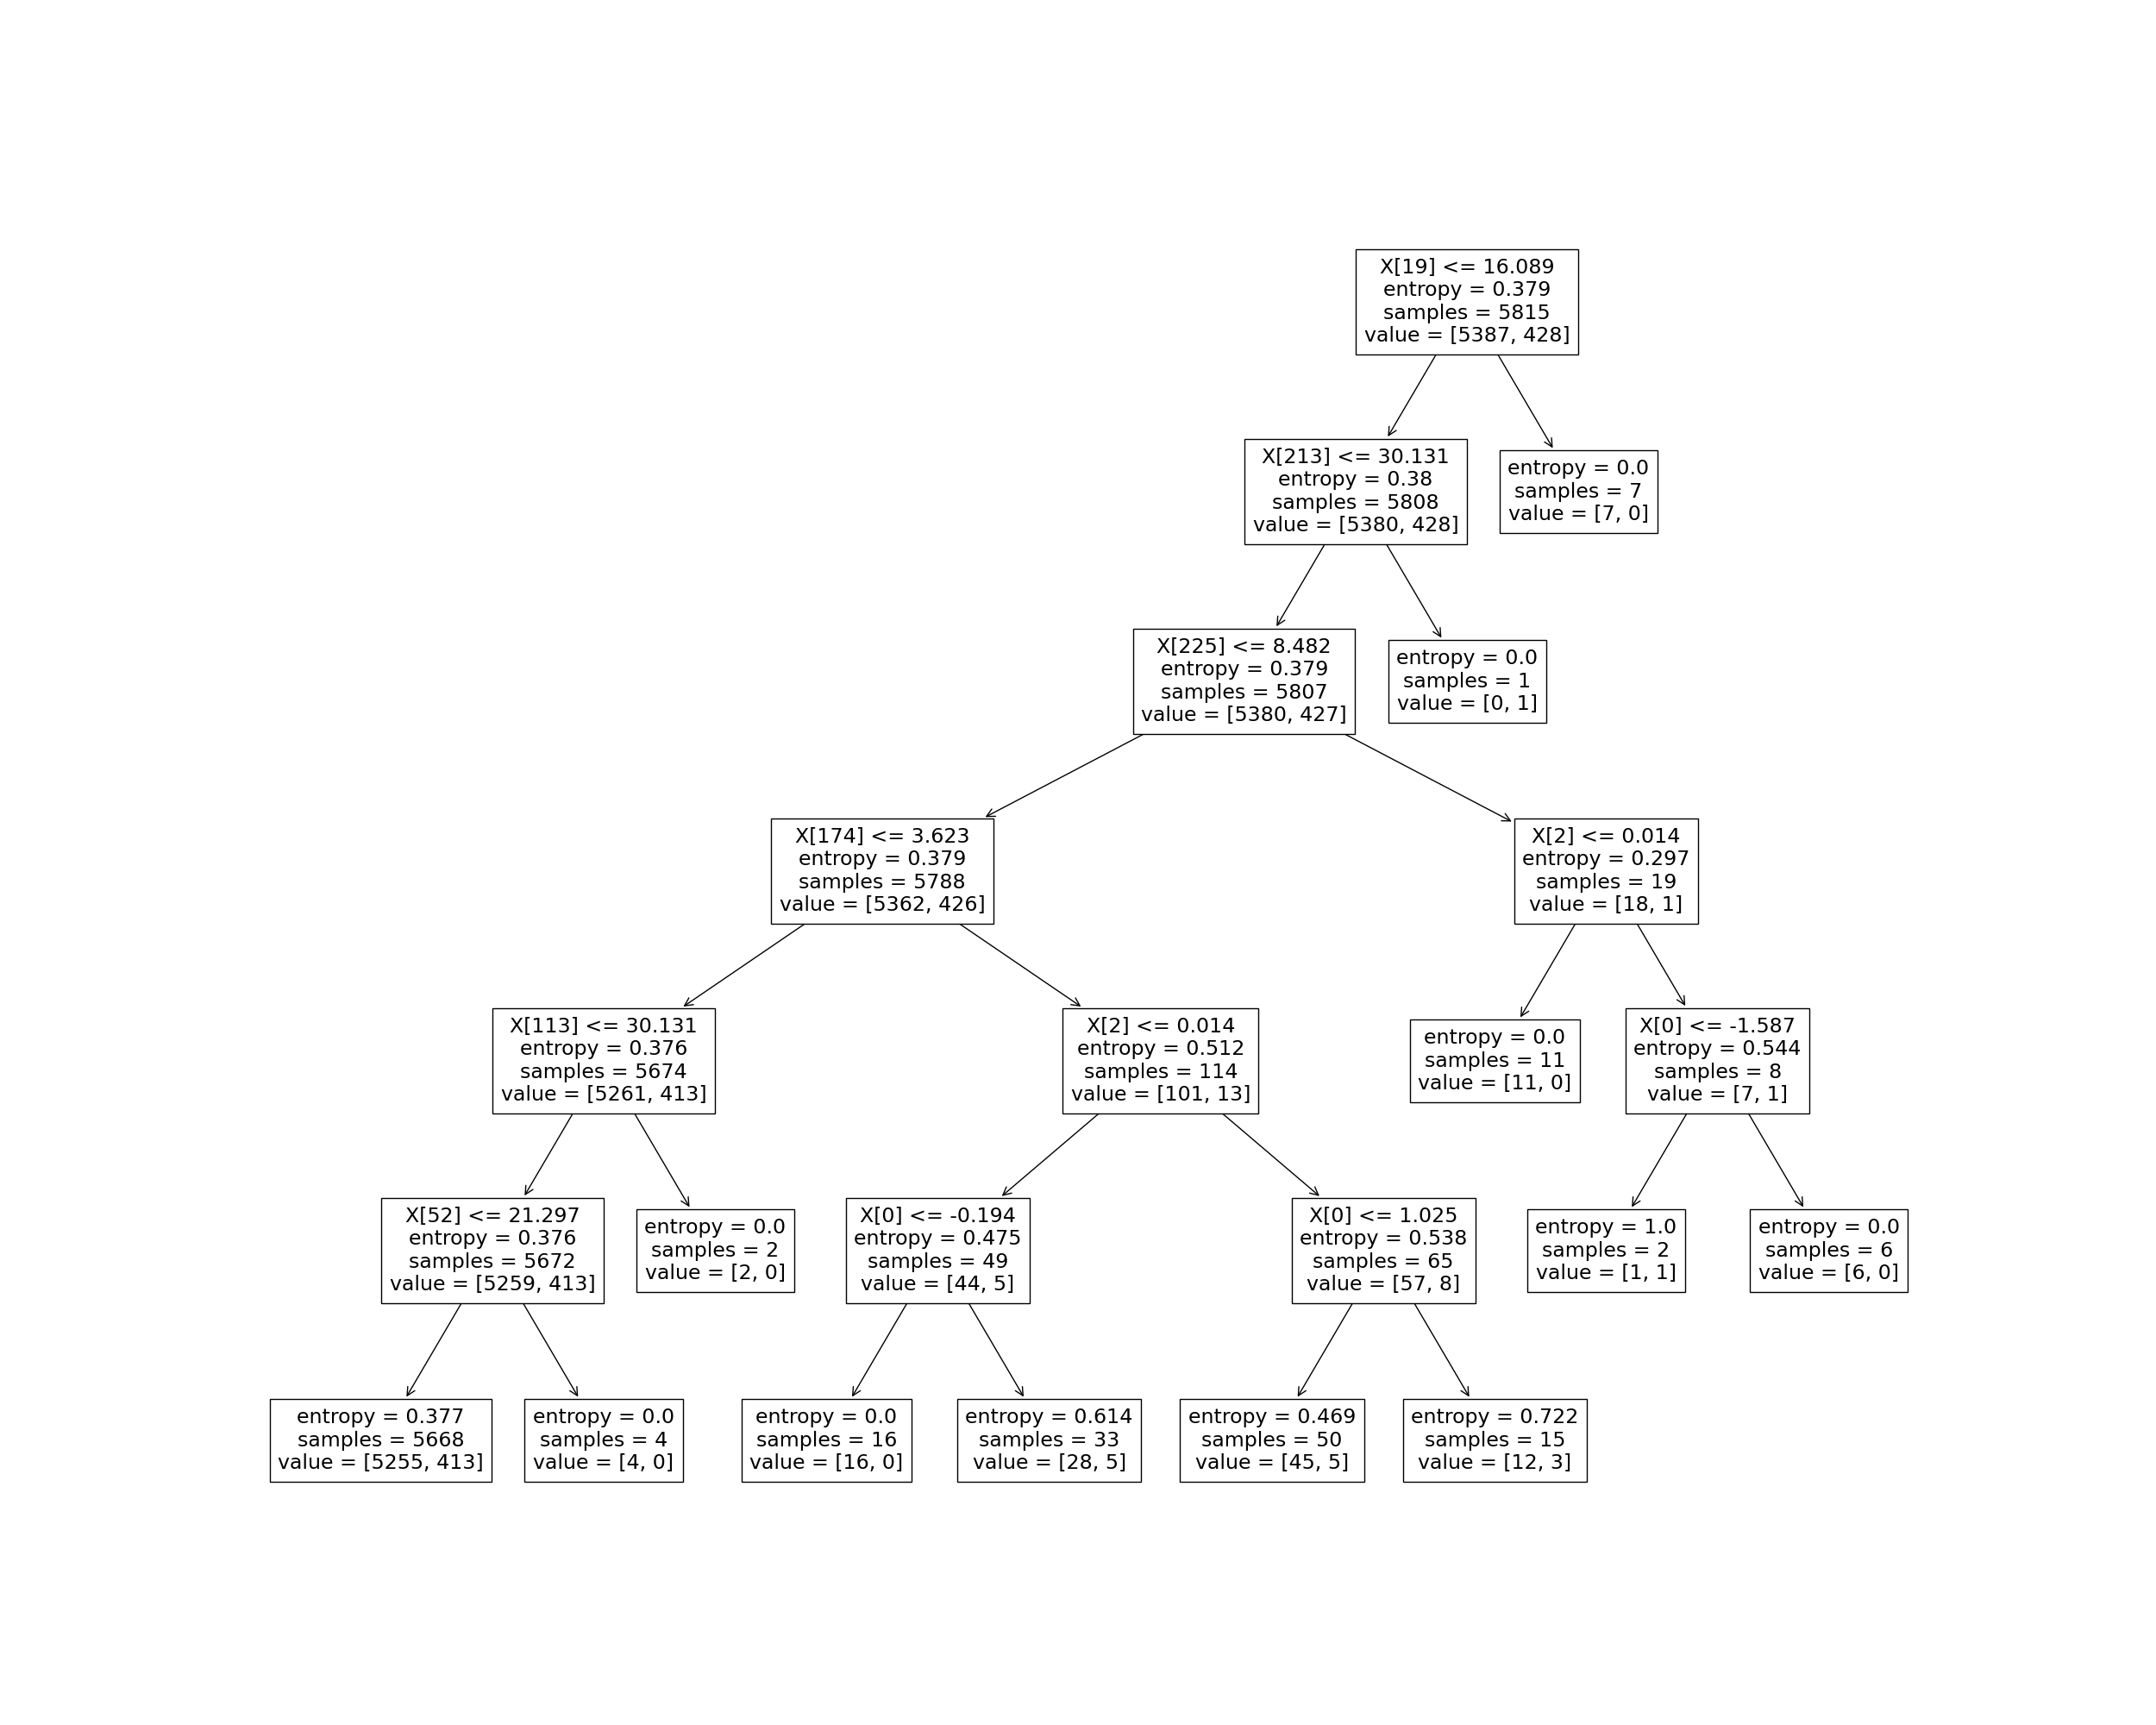 X[19] <= 16.089
entropy = 0.379
samples = 5815
value = [5387, 428]
X[213] <= 30.131
entropy = 0.38
samples = 5808
value = [5380, 428]
entropy = 0.0
samples = 7
value = [7, 0]
X[225] <= 8.482
entropy = 0.379
samples = 5807
value = [5380, 427]
entropy = 0.0
samples = 1
value = [0, 1]
X[174] <= 3.623
entropy = 0.379
samples = 5788
value = [5362, 426]
X[2] <= 0.014
entropy = 0.297
samples = 19
value = [18, 1]
X[113] <= 30.131
entropy = 0.376
samples = 5674
value = [5261, 413]
X[2] <= 0.014
entropy = 0.512
samples = 114
value = [101, 13]
entropy = 0.0
samples = 11
value = [11, 0]
X[0] <= -1.587
entropy = 0.544
samples = 8
value = [7, 1]
X[52] <= 21.297
entropy = 0.376
samples = 5672
value = [5259, 413]
entropy = 0.0
samples = 2
value = [2, 0]
X[0] <= -0.194
entropy = 0.475
samples = 49
value = [44, 5]
X[0] <= 1.025
entropy = 0.538
samples = 65
value = [57, 8]
entropy = 1.0
samples = 2
value = [1, 1]
entropy = 0.0
samples = 6
value = [6, 0]
entropy = 0.377
samples = 5668
value = [5255, 413]
entropy = 0.0
samples = 4
value = [4, 0]
entropy = 0.0
samples = 16
value = [16, 0]
entropy = 0.614
samples = 33
value = [28, 5]
entropy = 0.469
samples = 50
value = [45, 5]
entropy = 0.722
samples = 15
value = [12, 3]